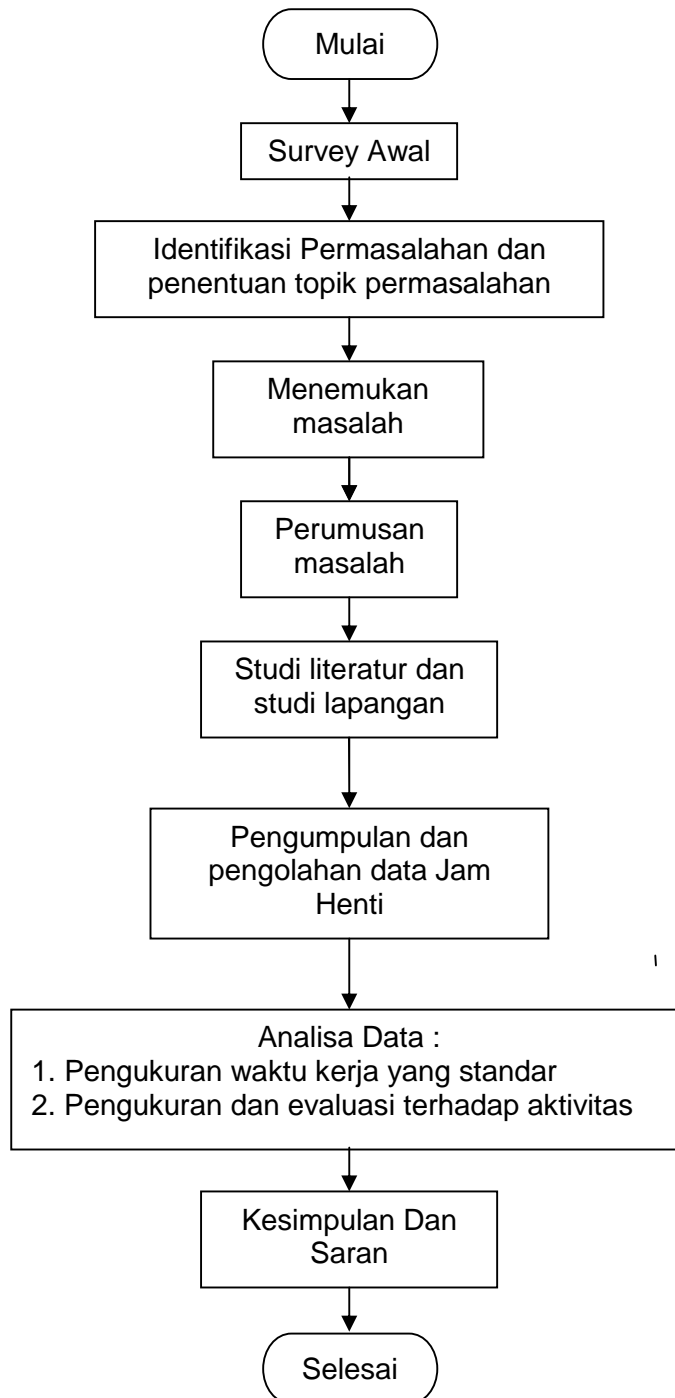 Mulai
Survey Awal
Identifikasi Permasalahan dan
penentuan topik permasalahan
Menemukan
masalah
Perumusan
masalah
Studi literatur dan
studi lapangan
Pengumpulan dan
pengolahan data Jam
Henti
Analisa Data :
1. Pengukuran waktu kerja yang standar
2. Pengukuran dan evaluasi terhadap aktivitas
Kesimpulan Dan
Saran
Selesai